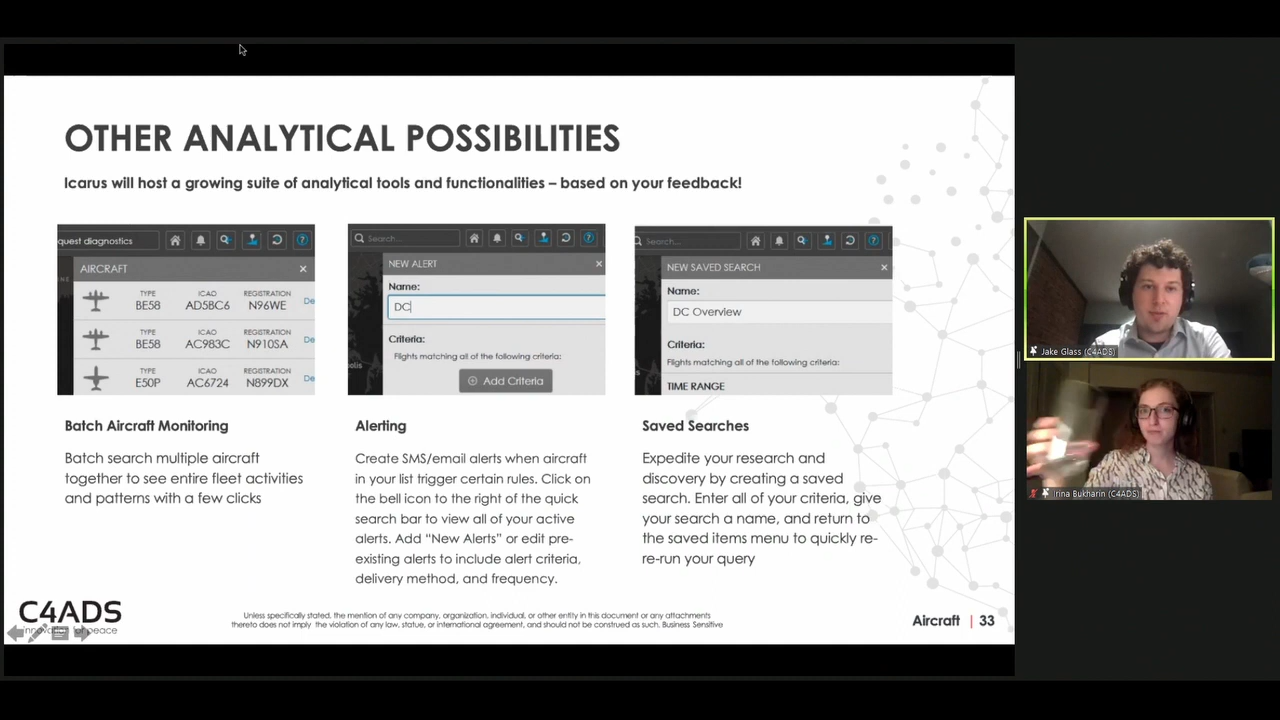 OTHER ANALYTICAL POSSIBILITIES
Icarus will host a growing suite of analytical tools and functionalities – based on your feedback!
quest diagnostics
AIRCRAFT
TYPE ICAO REGISTRATION
BE58 AD58C6 N96WE De
TYPE ICAO REGISTRATION
BE58 AC983C N910SA De
TYPE ICAO REGISTRATION
E50P AC6724 N899DX De
Search...
NEW ALERT
Name:
DC
Criteria:
Flights matching all of the following criteria:
Add Criteria
Search...
NEW SAVED SEARCH
Name:
DC Overview
Criteria:
Flights matching all of the following criteria:
TIME RANGE
Batch Aircraft Monitoring
Batch search multiple aircraft
together to see entire fleet activities
and patterns with a few clicks
Alerting
Create SMS/email alerts when aircraft
in your list trigger certain rules. Click on
the bell icon to the right of the quick
search bar to view all of your active
alerts. Add “New Alerts” or edit pre-
existing alerts to include alert criteria,
delivery method, and frequency.
Saved Searches
Expedite your research and
discovery by creating a saved
search. Enter all of your criteria, give
your search a name, and return to
the saved items menu to quickly re-
re-run your query
C4ADS
innovation for peace
Unless specifically stated, the mention of any company, organization, individual, or other entity in this document or any attachments
thereto does not imply the violation of any law, statue, or international agreement, and should not be construed as such. Business Sensitive
Aircraft | 33
Jake Glass (C4ADS)
Irina Bukharin (C4ADS)